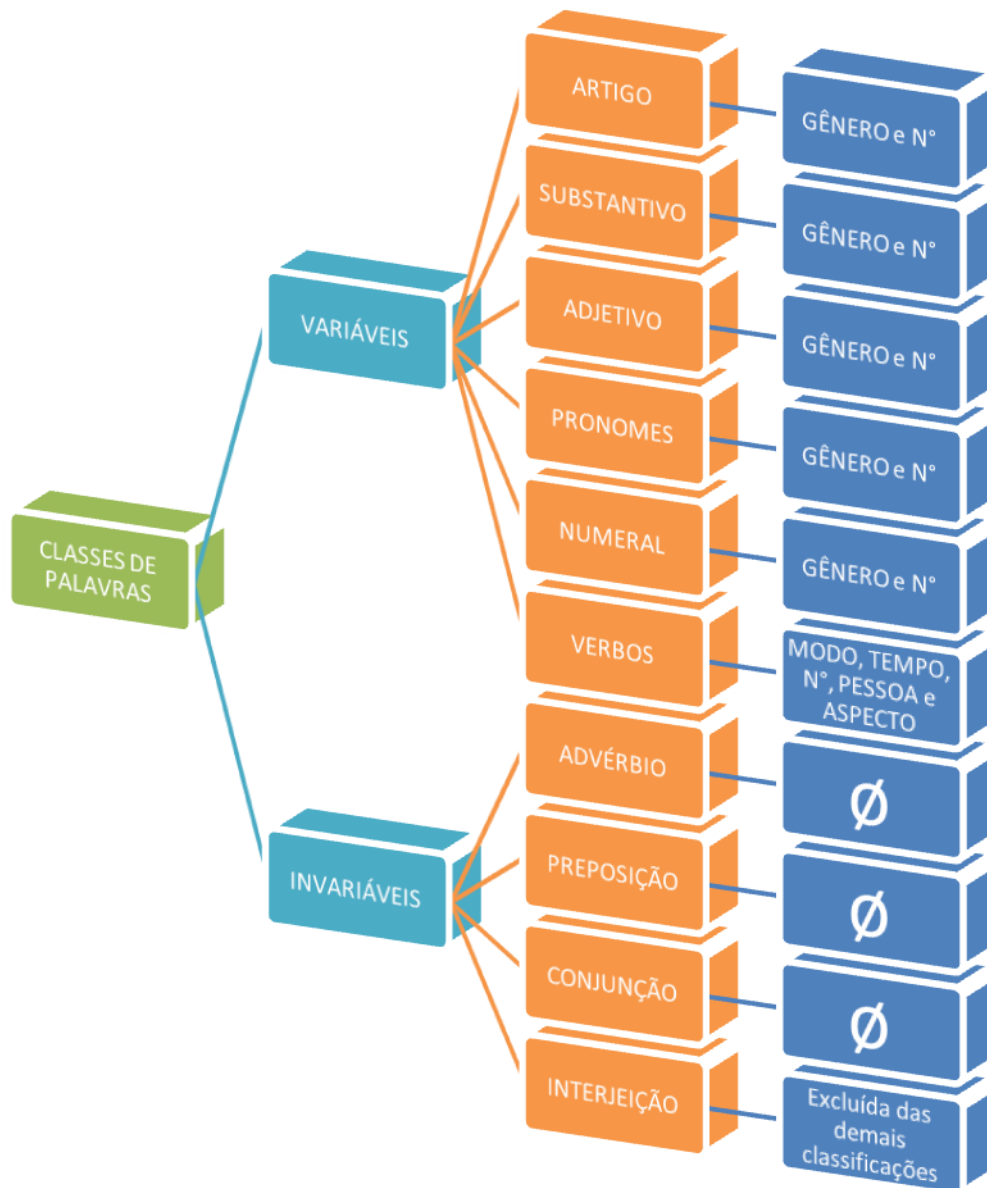 ARTIGO
GÊNERO e N°
SUBSTANTIVO
GÊNERO e N°
VARIÁVEIS
ADJETIVO
GÊNERO e N°
PRONOMES
GÊNERO e N°
CLASSES DE
PALAVRAS
NUMERAL
GÊNERO e N°
VERBOS
MODO, TEMPO,
N°, PESSOA e
ASPECTO
ADVÉRBIO
Ø
INVARIÁVEIS
PREPOSIÇÃO
Ø
CONJUNÇÃO
Ø
INTERJEIÇÃO
Excluída das
demais
classificações